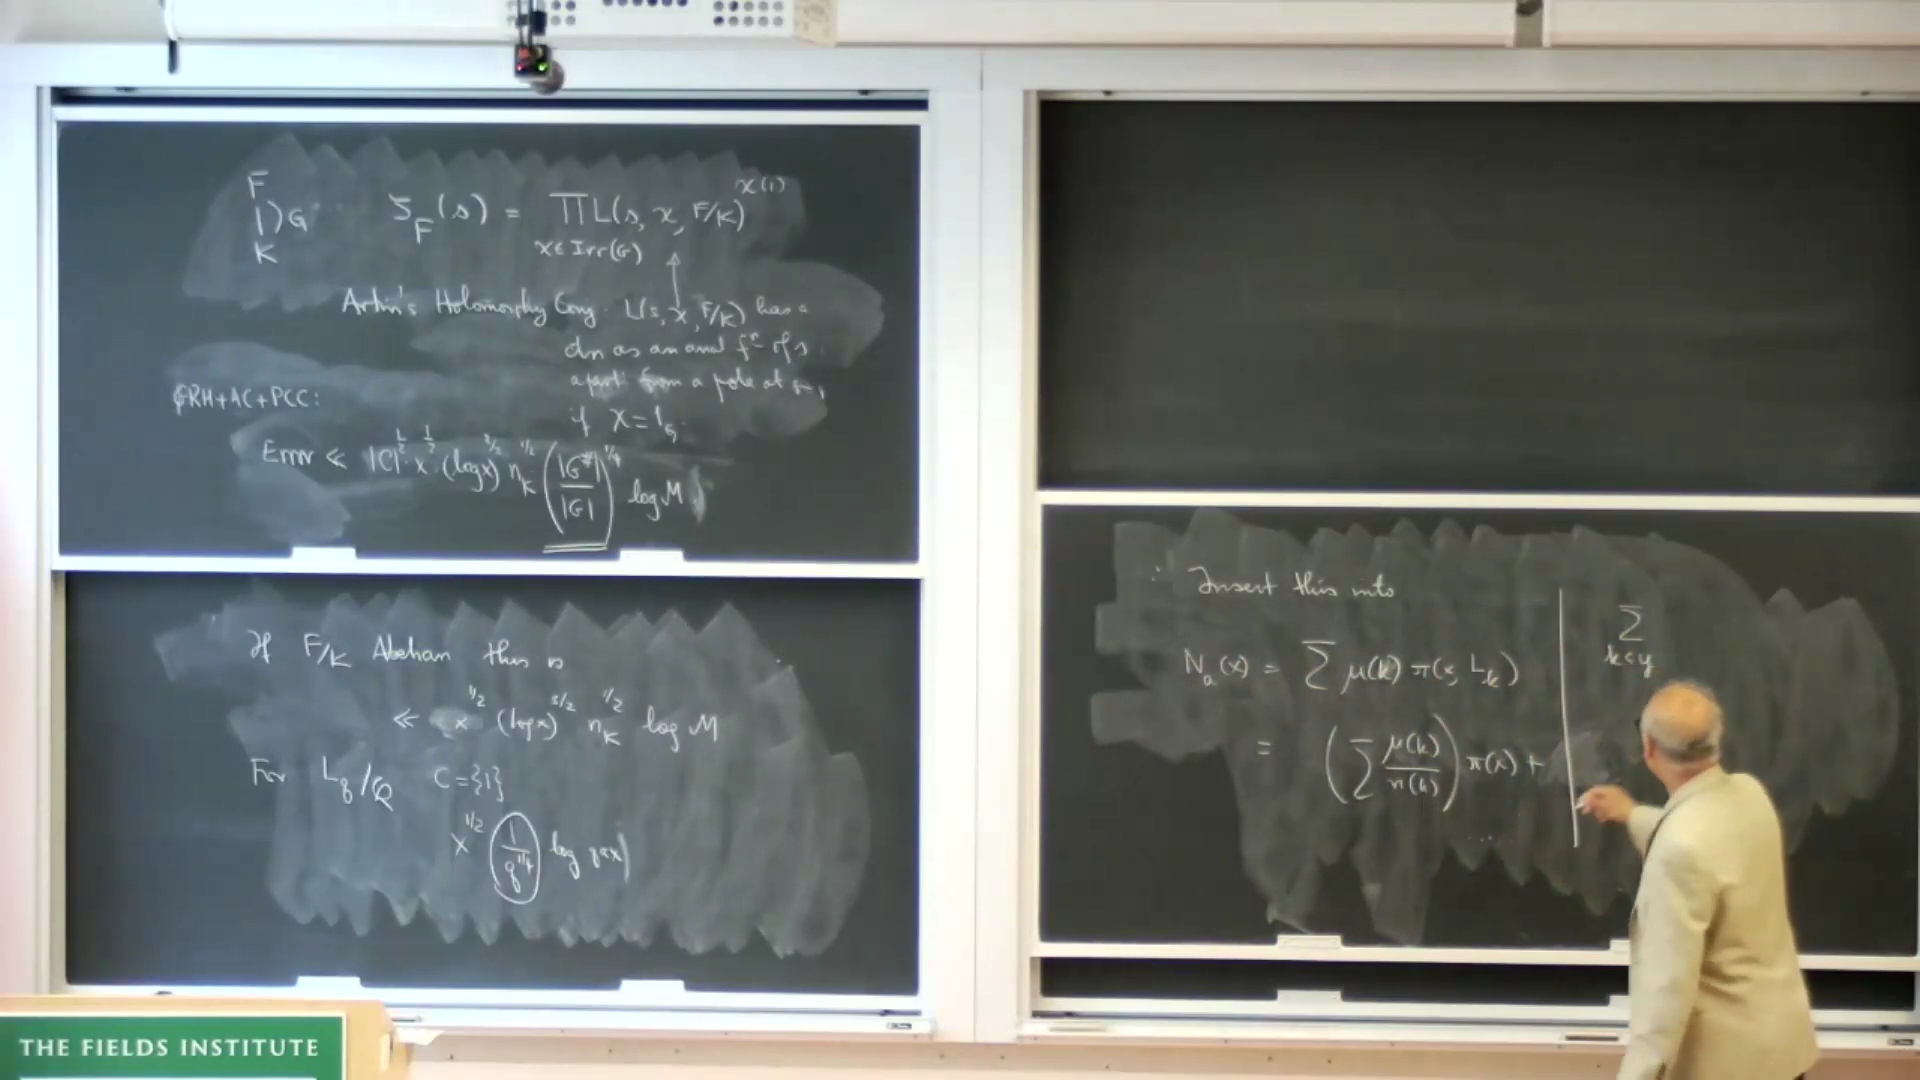 F
| ) G   ζ_F(s) = ∏ L(s, χ, F/K)^χ(1)
K   χ ∈ Irr(G)
Artin's Holomorphy Conj. L(s, χ, F/K) has a
cln as an anal fⁿ of s
apart from a pole at s=1
if χ = 1_G.
GRH+AC+PCC:
Error ≪ |C|^1/2 x^1/2 (log x)^3/2 n_K^1/2 (|G^#|/|G|)^1/4 log M
If F/K Abelian this is
≪ x^1/2 (log x)^3/2 n_K^1/2 log M
For L_q/Q C = {1}
x^1/2 (1/q^1/4) log qax
∴ Insert this into
N_a(x) = ∑ μ(k) π(x, L_k)
= (∑ μ(k)/n(k)) π(x) +
....
∑
k<y
THE FIELDS INSTITUTE